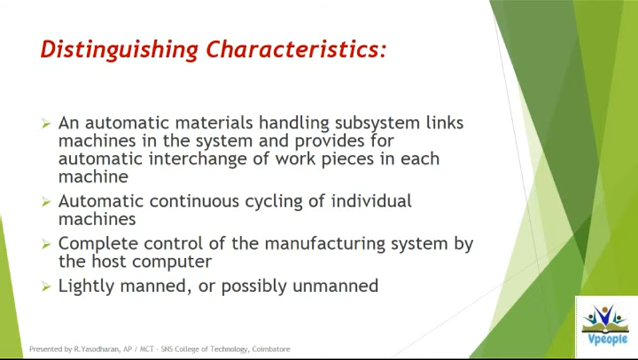 Distinguishing Characteristics:
An automatic materials handling subsystem links
machines in the system and provides for
automatic interchange of work pieces in each
machine
Automatic continuous cycling of individual
machines
Complete control of the manufacturing system by
the host computer
Lightly manned, or possibly unmanned
Presented by R.Yasodharan, AP / MCT - SNS College of Technology, Coimbatore
Vpeople